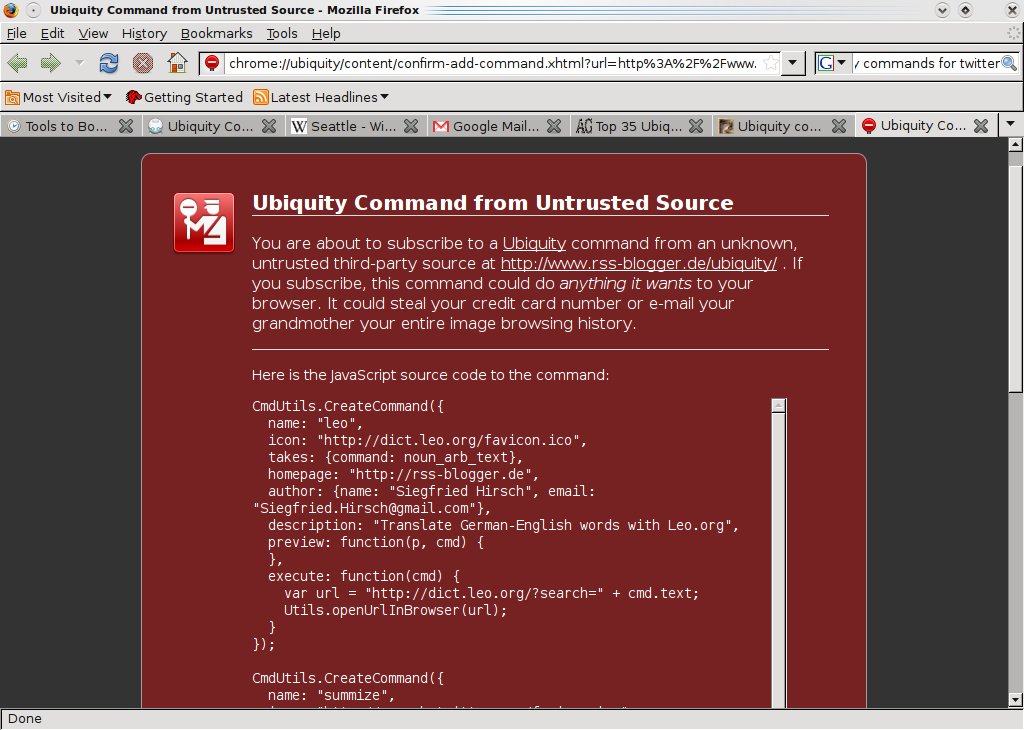 Ubiquity Command from Untrusted Source - Mozilla Firefox
File Edit View History Bookmarks Tools Help
chrome://ubiquity/content/confirm-add-command.xhtml?url=http%3A%2F%2Fwww.
commands for twitter
Most Visited Getting Started Latest Headlines
Tools to Bo... Ubiquity Co... Seattle - Wi... Google Mail... Top 35 Ubiq... Ubiquity co... Ubiquity Co...
Ubiquity Command from Untrusted Source
You are about to subscribe to a Ubiquity command from an unknown,
untrusted third-party source at http://www.rss-blogger.de/ubiquity/ . If
you subscribe, this command could do anything it wants to your
browser. It could steal your credit card number or e-mail your
grandmother your entire image browsing history.
Here is the JavaScript source code to the command:
CmdUtils.CreateCommand({
name: "leo",
icon: "http://dict.leo.org/favicon.ico",
takes: {command: noun_arb_text},
homepage: "http://rss-blogger.de",
author: {name: "Siegfried Hirsch", email:
"Siegfried.Hirsch@gmail.com"},
description: "Translate German-English words with Leo.org",
preview: function(p, cmd) {
},
execute: function(cmd) {
var url = "http://dict.leo.org/?search=" + cmd.text;
Utils.openUrlInBrowser(url);
}
});
CmdUtils.CreateCommand({
name: "summize",
Done